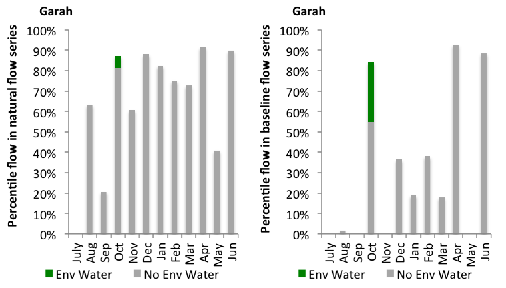 Garah
Percentile flow in natural flow series
100%
90%
80%
70%
60%
50%
40%
30%
20%
10%
0%
July Aug Sep Oct Nov Dec Jan Feb Mar Apr May Jun
Env Water No Env Water
Garah
Percentile flow in baseline flow series
100%
90%
80%
70%
60%
50%
40%
30%
20%
10%
0%
July Aug Sep Oct Nov Dec Jan Feb Mar Apr May Jun
Env Water No Env Water